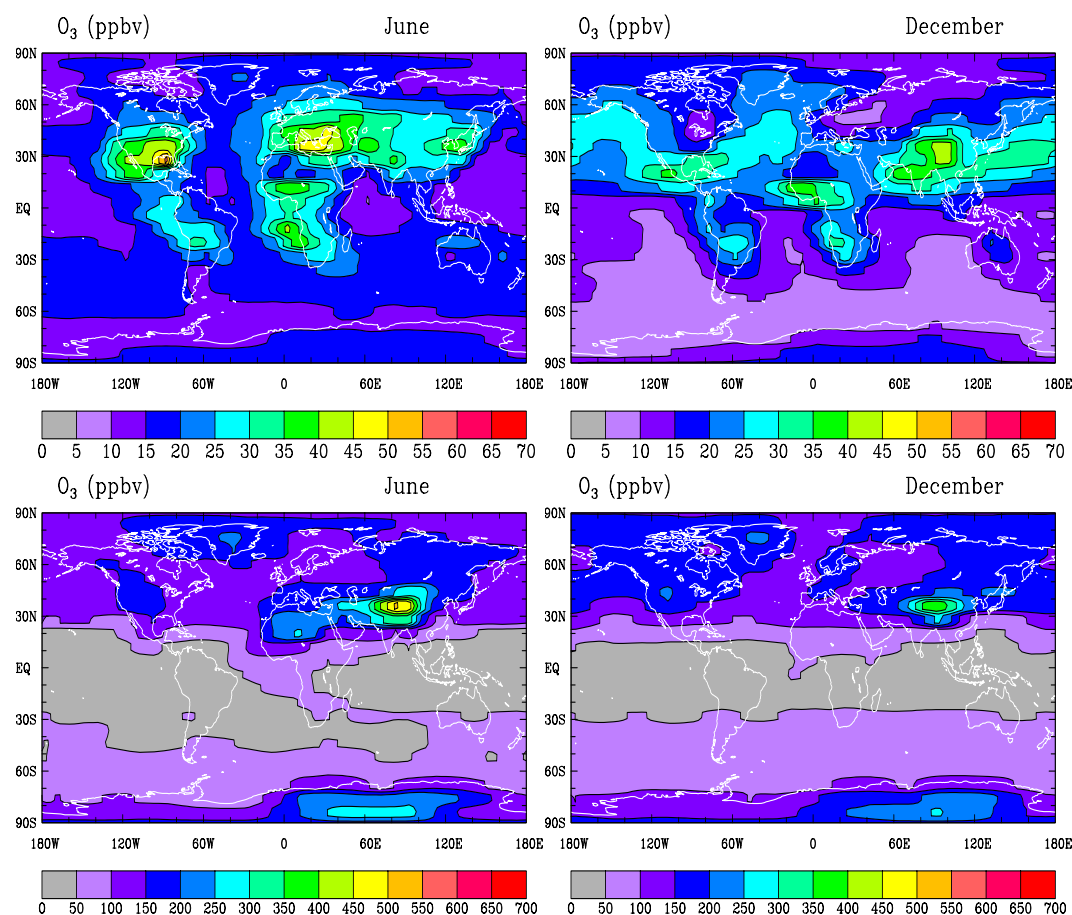 O₃ (ppbv) June
90N
60N
30N
EQ
30S
60S
90S
180W 120W 60W 0 60E 120E 180E
0 5 10 15 20 25 30 35 40 45 50 55 60 65 70
O₃ (ppbv) December
90N
60N
30N
EQ
30S
60S
90S
180W 120W 60W 0 60E 120E 180E
0 5 10 15 20 25 30 35 40 45 50 55 60 65 70
O₃ (ppbv) June
90N
60N
30N
EQ
30S
60S
90S
180W 120W 60W 0 60E 120E 180E
0 50 100 150 200 250 300 350 400 450 500 550 600 650 700
O₃ (ppbv) December
90N
60N
30N
EQ
30S
60S
90S
180W 120W 60W 0 60E 120E 180E
0 50 100 150 200 250 300 350 400 450 500 550 600 650 700